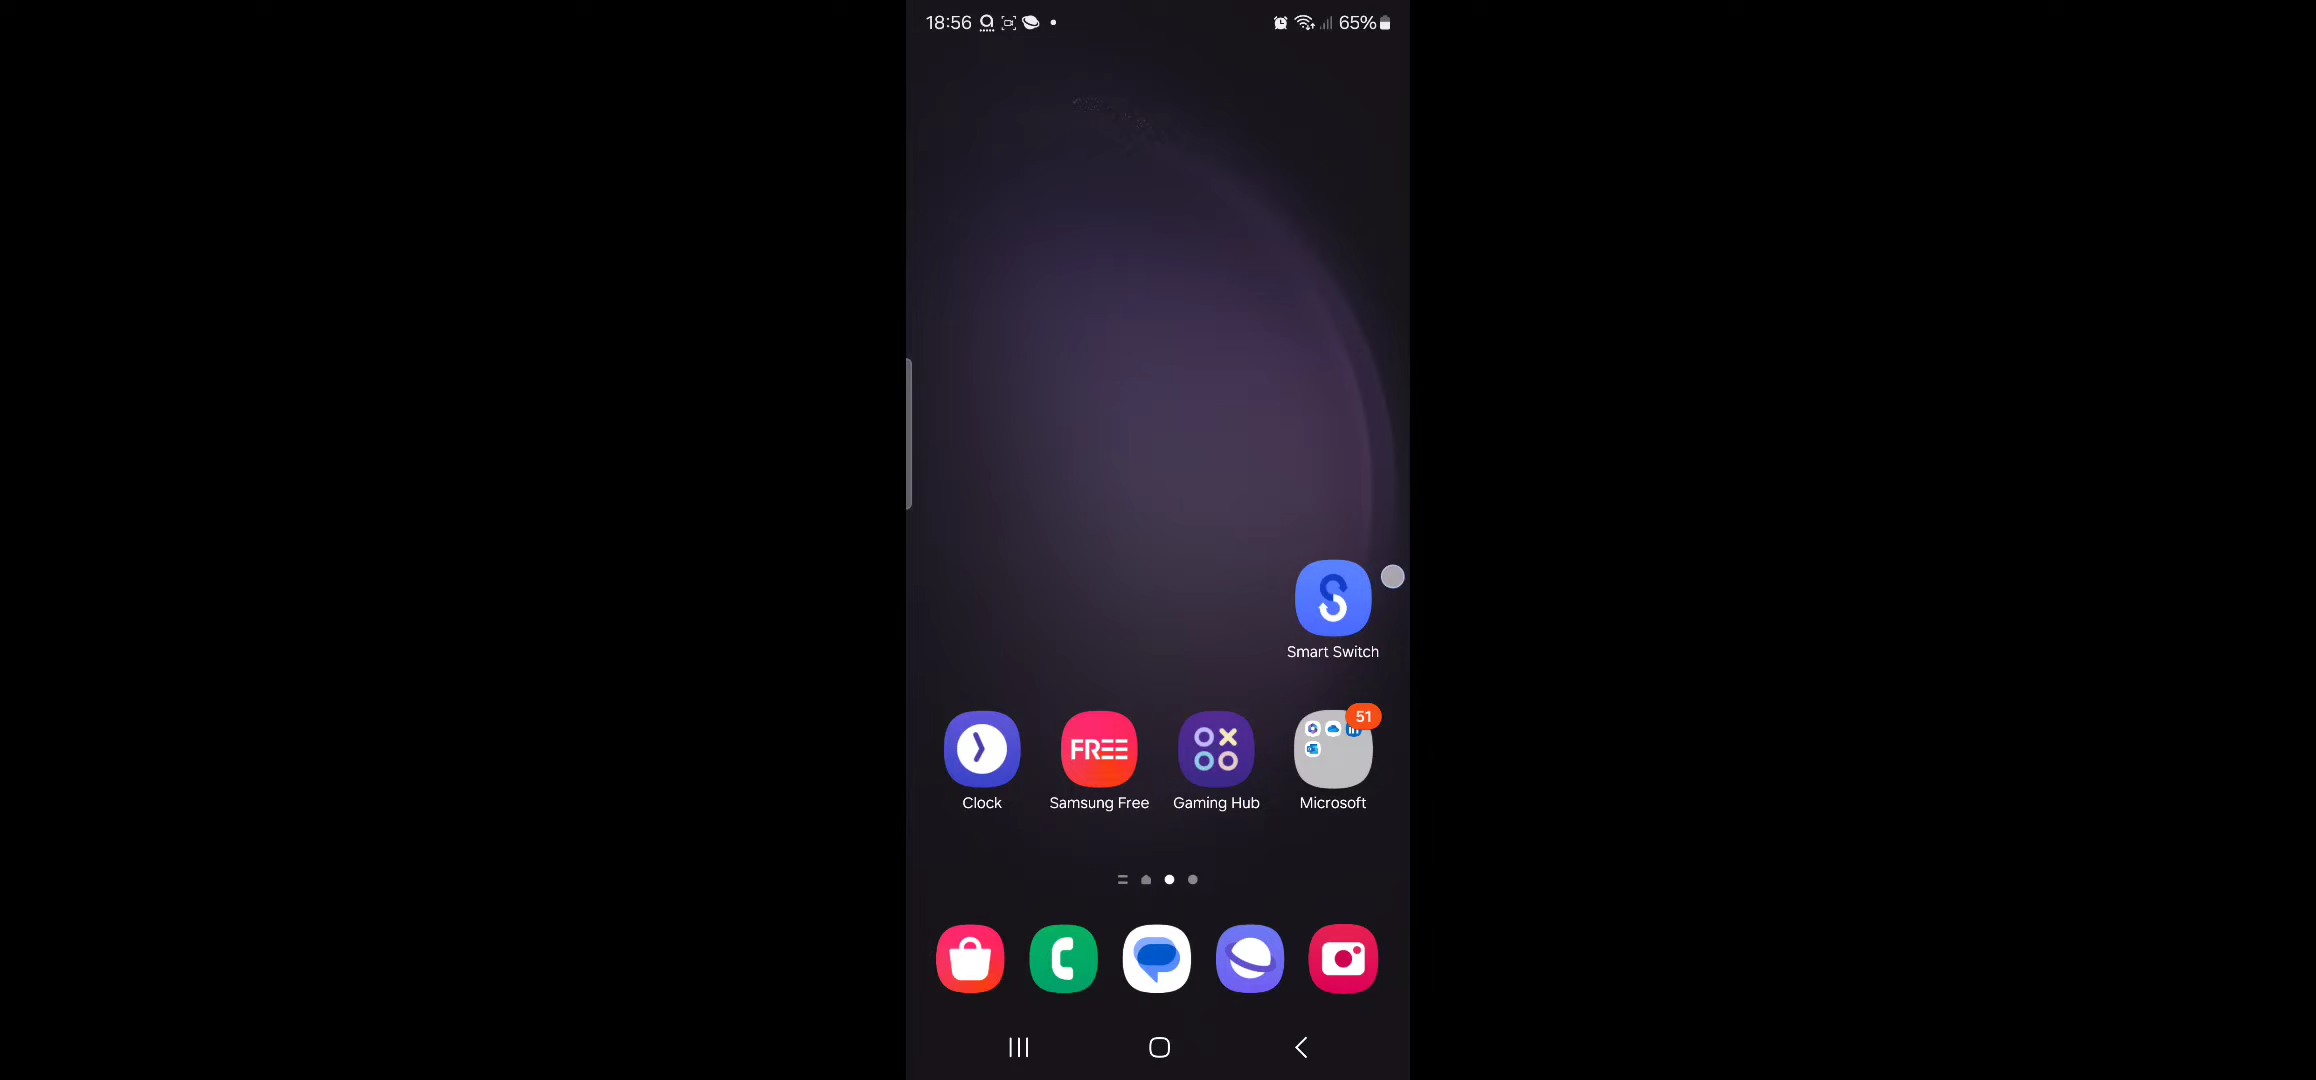 18:56
65%
Smart Switch
FREE
51
Clock
Samsung Free
Gaming Hub
Microsoft